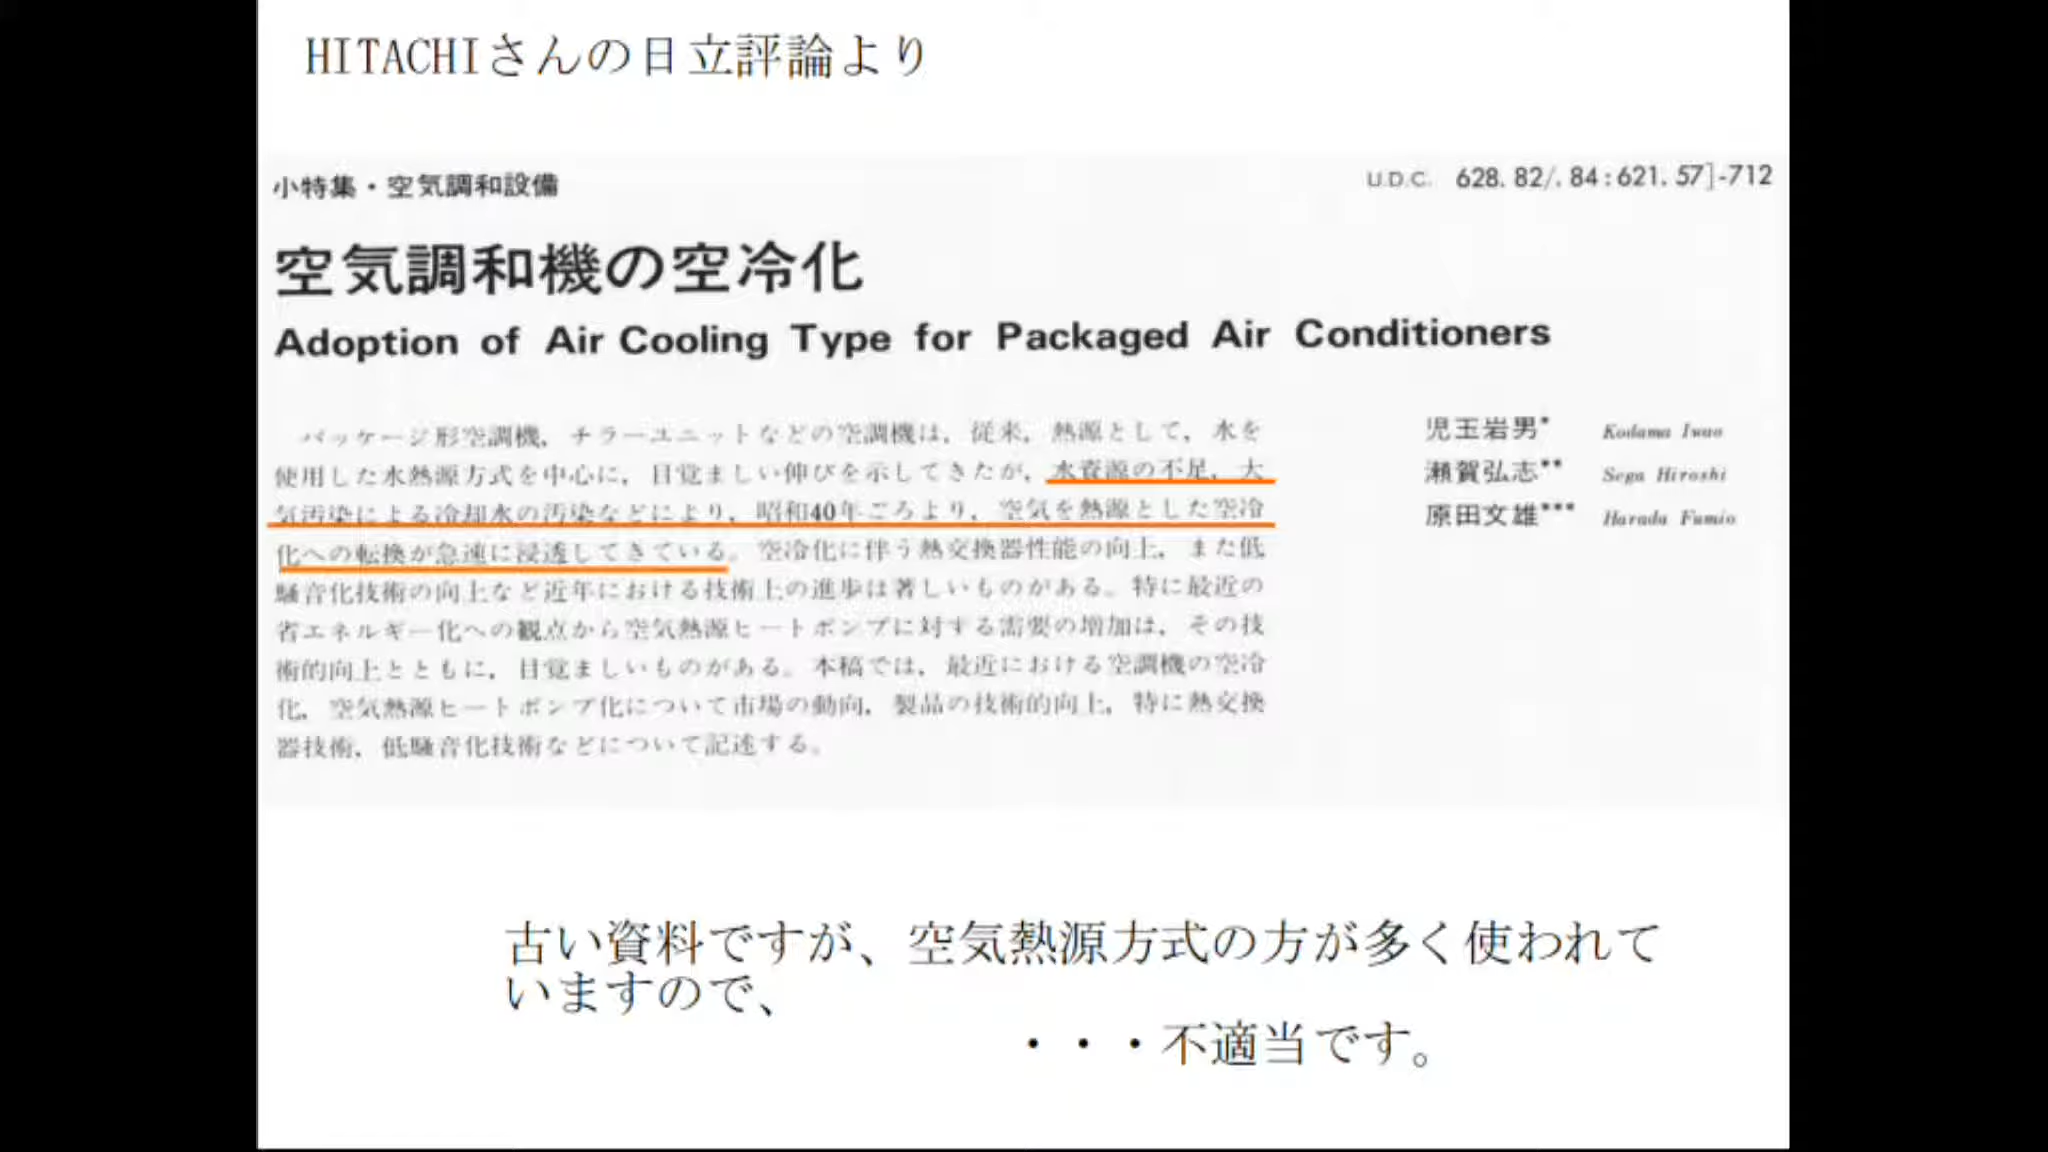 HITACHIさんの日立評論より
小特集・空気調和設備
U.D.C. 628.82/.84:621.57]-712
空気調和機の空冷化
Adoption of Air Cooling Type for Packaged Air Conditioners
パッケージ形空調機，チラーユニットなどの空調機は，従来，熱源として，水を
使用した水熱源方式を中心に，目覚ましい伸びを示してきたが，水資源の不足，大
気汚染による冷却水の汚染などにより，昭和40年ごろより，空気を熱源とした空冷
化への転換が急速に浸透してきている。空冷化に伴う熱交換器性能の向上，また低
騒音化技術の向上など近年における技術上の進歩は著しいものがある。特に最近の
省エネルギー化への観点から空気熱源ヒートポンプに対する需要の増加は，その技
術的向上とともに，目覚ましいものがある。本稿では，最近における空調機の空冷
化，空気熱源ヒートポンプ化について市場の動向，製品の技術的向上，特に熱交換
器技術，低騒音化技術などについて記述する。
児玉岩男* Kodama Iwao
瀬賀弘志** Sega Hiroshi
原田文雄*** Harada Fumio
古い資料ですが、空気熱源方式の方が多く使われて
いますので、
・・・不適当です。